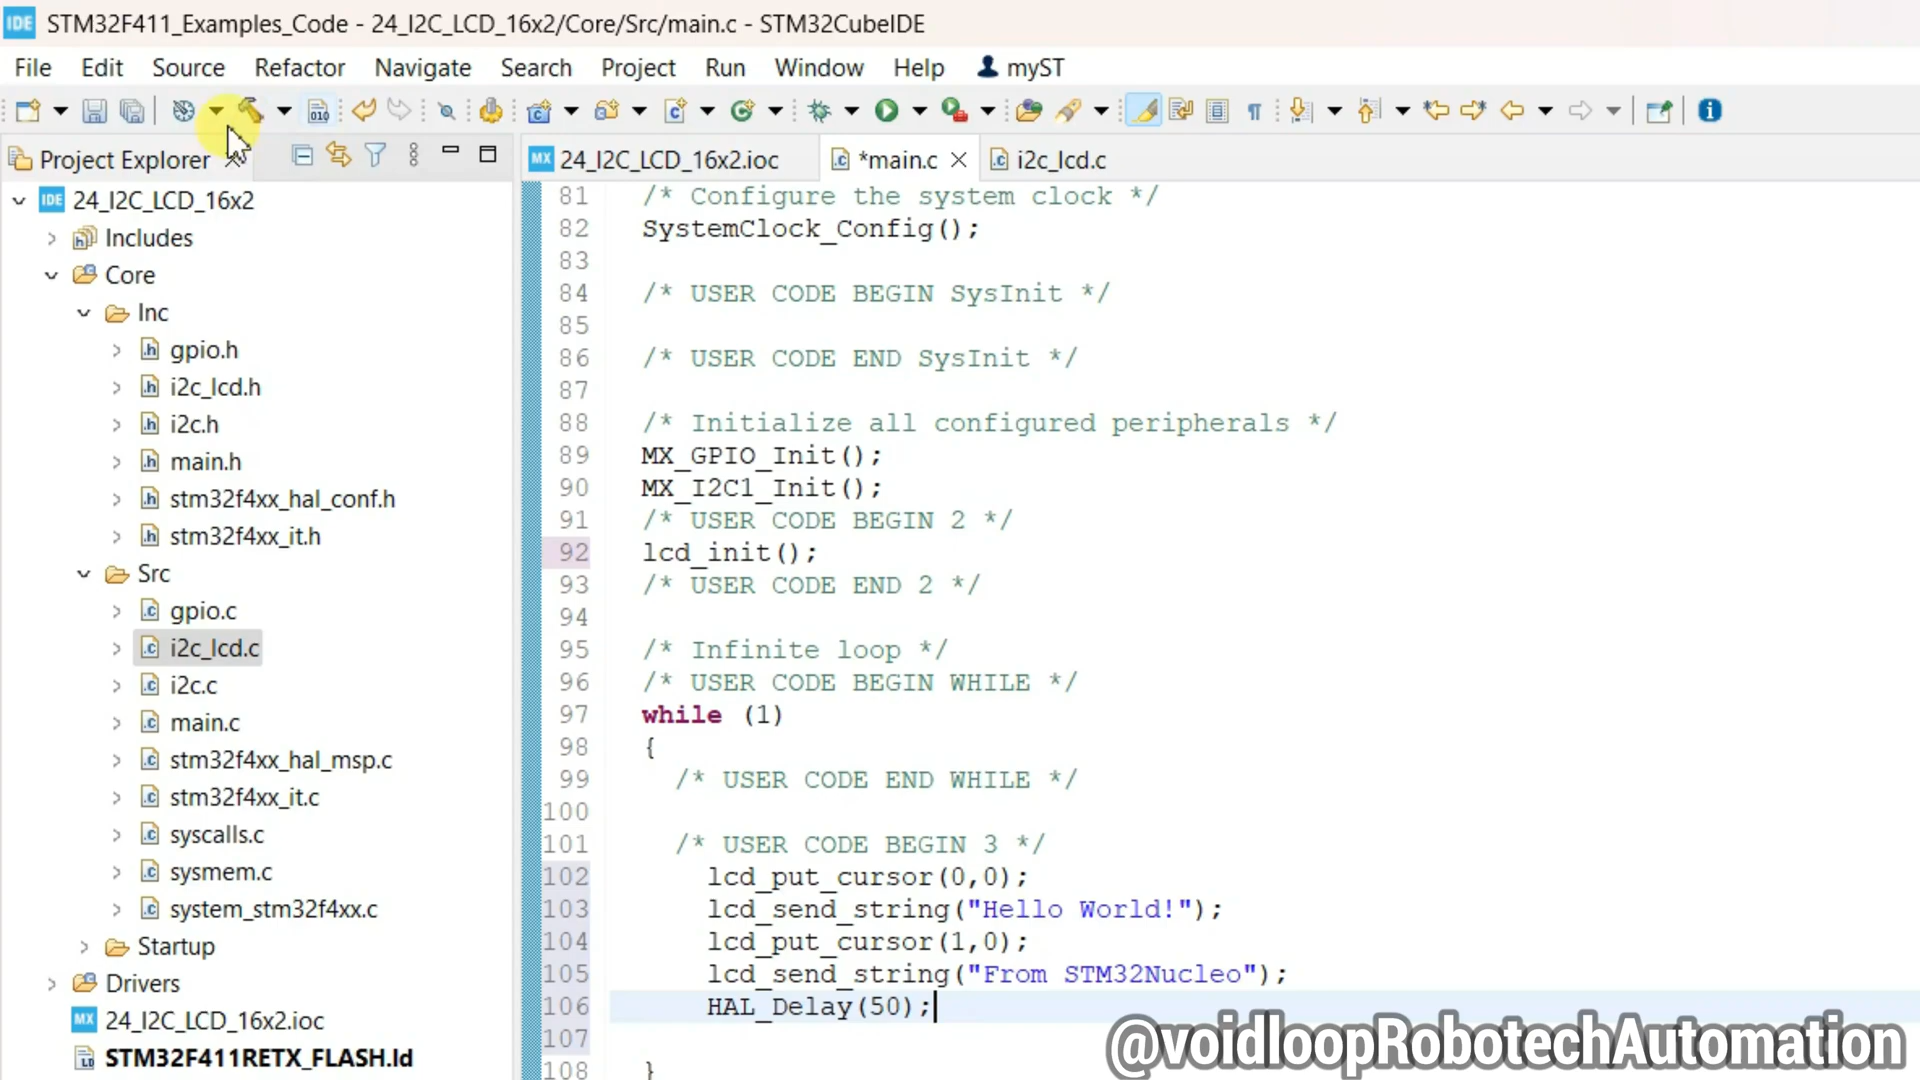 IDE STM32F411_Examples_Code - 24_I2C_LCD_16x2/Core/Src/main.c - STM32CubeIDE
File Edit Source Refactor Navigate Search Project Run Window Help myST
010
Project Explorer
MX 24_I2C_LCD_16x2.ioc
*main.c
i2c_lcd.c
IDE 24_I2C_LCD_16x2
Includes
Core
Inc
gpio.h
i2c_lcd.h
i2c.h
main.h
stm32f4xx_hal_conf.h
stm32f4xx_it.h
Src
gpio.c
i2c_lcd.c
i2c.c
main.c
stm32f4xx_hal_msp.c
stm32f4xx_it.c
syscalls.c
sysmem.c
system_stm32f4xx.c
Startup
Drivers
MX 24_I2C_LCD_16x2.ioc
STM32F411RETX_FLASH.ld
81 /* Configure the system clock */
82 SystemClock_Config();
83
84 /* USER CODE BEGIN SysInit */
85
86 /* USER CODE END SysInit */
87
88 /* Initialize all configured peripherals */
89 MX_GPIO_Init();
90 MX_I2C1_Init();
91 /* USER CODE BEGIN 2 */
92 lcd_init();
93 /* USER CODE END 2 */
94
95 /* Infinite loop */
96 /* USER CODE BEGIN WHILE */
97 while (1)
98 {
99 /* USER CODE END WHILE */
100
101 /* USER CODE BEGIN 3 */
102 lcd_put_cursor(0,0);
103 lcd_send_string("Hello World!");
104 lcd_put_cursor(1,0);
105 lcd_send_string("From STM32Nucleo");
106 HAL_Delay(50);
107
108 }
@voidloopRobotechAutomation